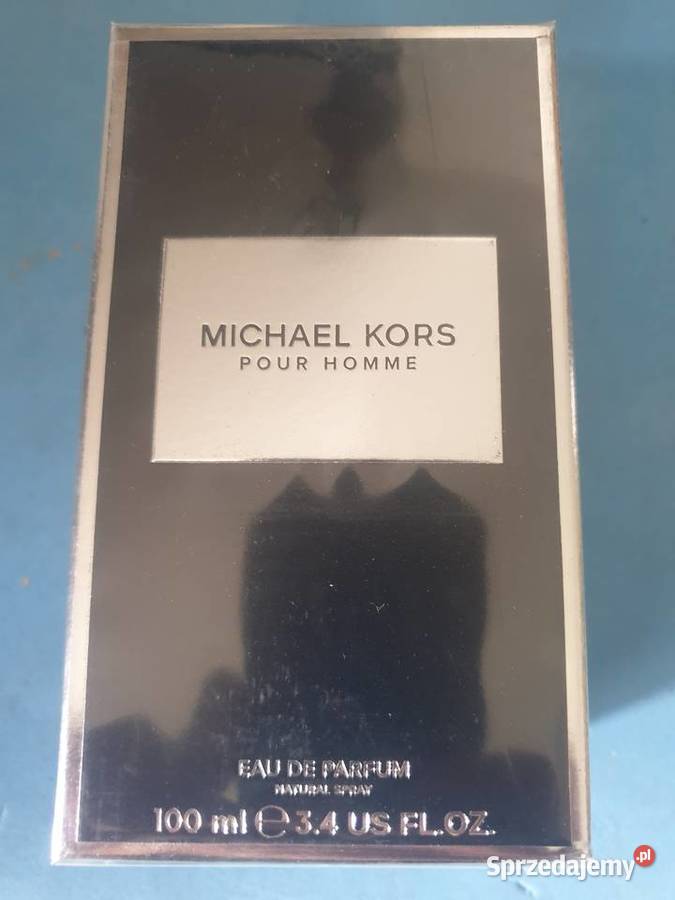 MICHAEL KORS
POUR HOMME
EAU DE PARFUM
NATURAL SPRAY
100 ml ℮ 3.4 US FL.OZ.
Sprzedajemy.pl